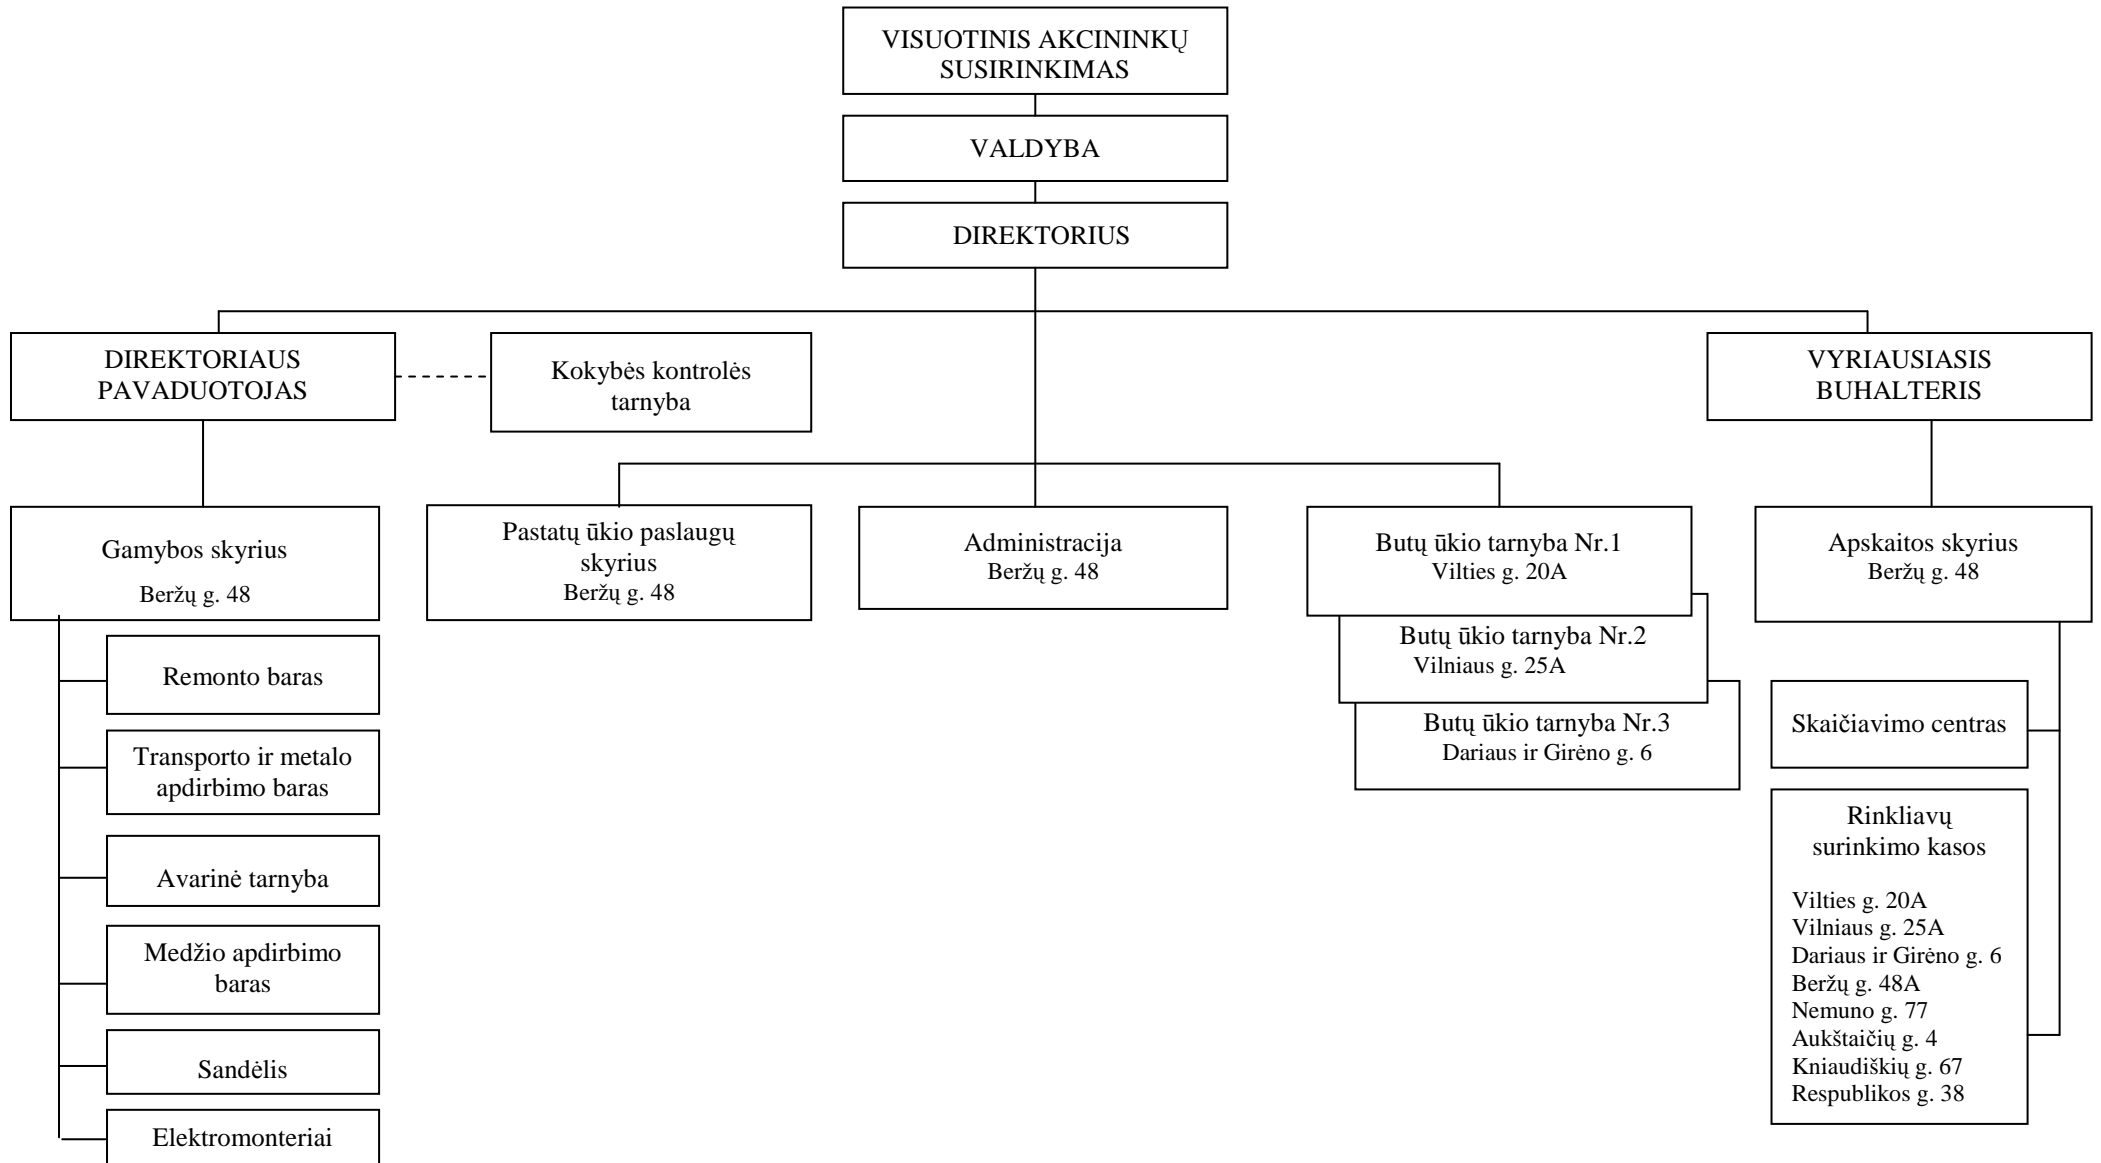 VISUOTINIS AKCININKŲ
SUSIRINKIMAS
VALDYBA
DIREKTORIUS
DIREKTORIAUS
PAVADUOTOJAS
Kokybės kontrolės
tarnyba
VYRIAUSIASIS
BUHALTERIS
Gamybos skyrius
Beržų g. 48
Pastatų ūkio paslaugų
skyrius
Beržų g. 48
Administracija
Beržų g. 48
Butų ūkio tarnyba Nr.1
Vilties g. 20A
Butų ūkio tarnyba Nr.2
Vilniaus g. 25A
Butų ūkio tarnyba Nr.3
Dariaus ir Girėno g. 6
Apskaitos skyrius
Beržų g. 48
Remonto baras
Transporto ir metalo
apdirbimo baras
Avarinė tarnyba
Medžio apdirbimo
baras
Sandėlis
Elektromonteriai
Skaičiavimo centras
Rinkliavų
surinkimo kasos
Vilties g. 20A
Vilniaus g. 25A
Dariaus ir Girėno g. 6
Beržų g. 48A
Nemuno g. 77
Aukštaičių g. 4
Kniaudiškių g. 67
Respublikos g. 38